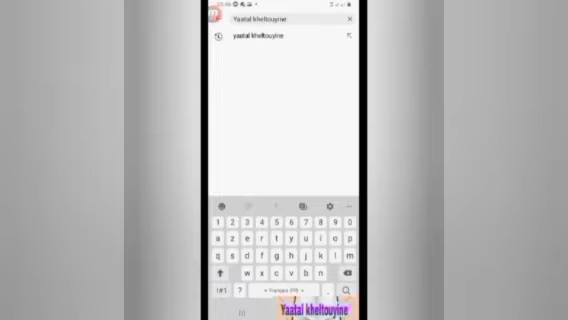 Yaatal kheltouyine
yaatal kheltouyine
1 2 3 4 5 6 7 8 9 0
a z e r t y u i o p
q s d f g h j k l m
w x c v b n
!#1 ? Français (FR) .
Yaatal kheltouyine